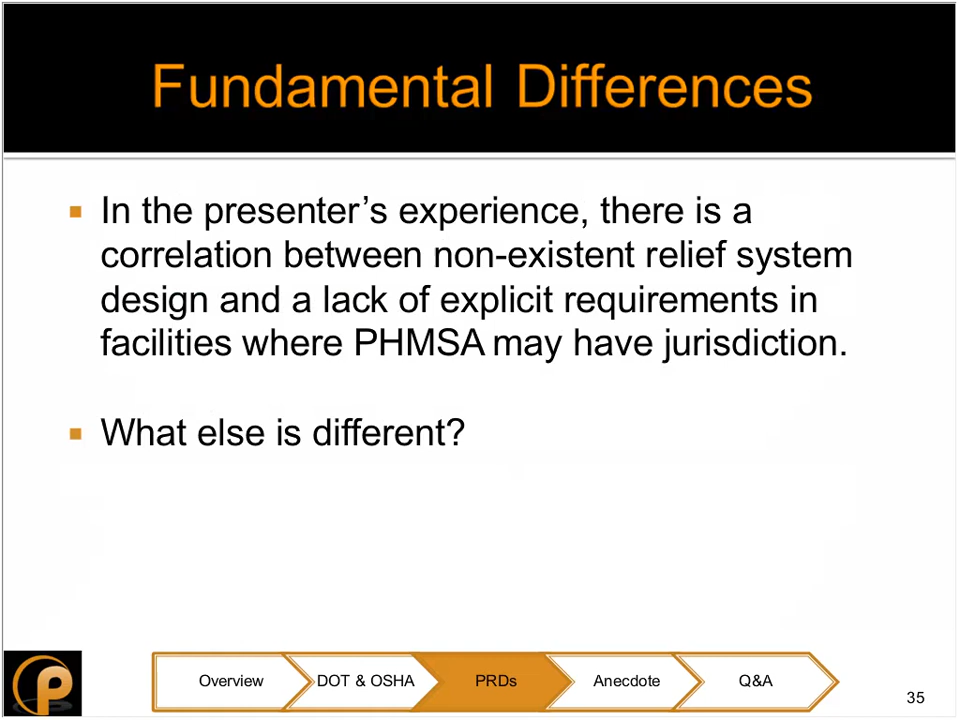 Fundamental Differences
In the presenter’s experience, there is a
correlation between non-existent relief system
design and a lack of explicit requirements in
facilities where PHMSA may have jurisdiction.
What else is different?
Overview
DOT & OSHA
PRDs
Anecdote
Q&A
35